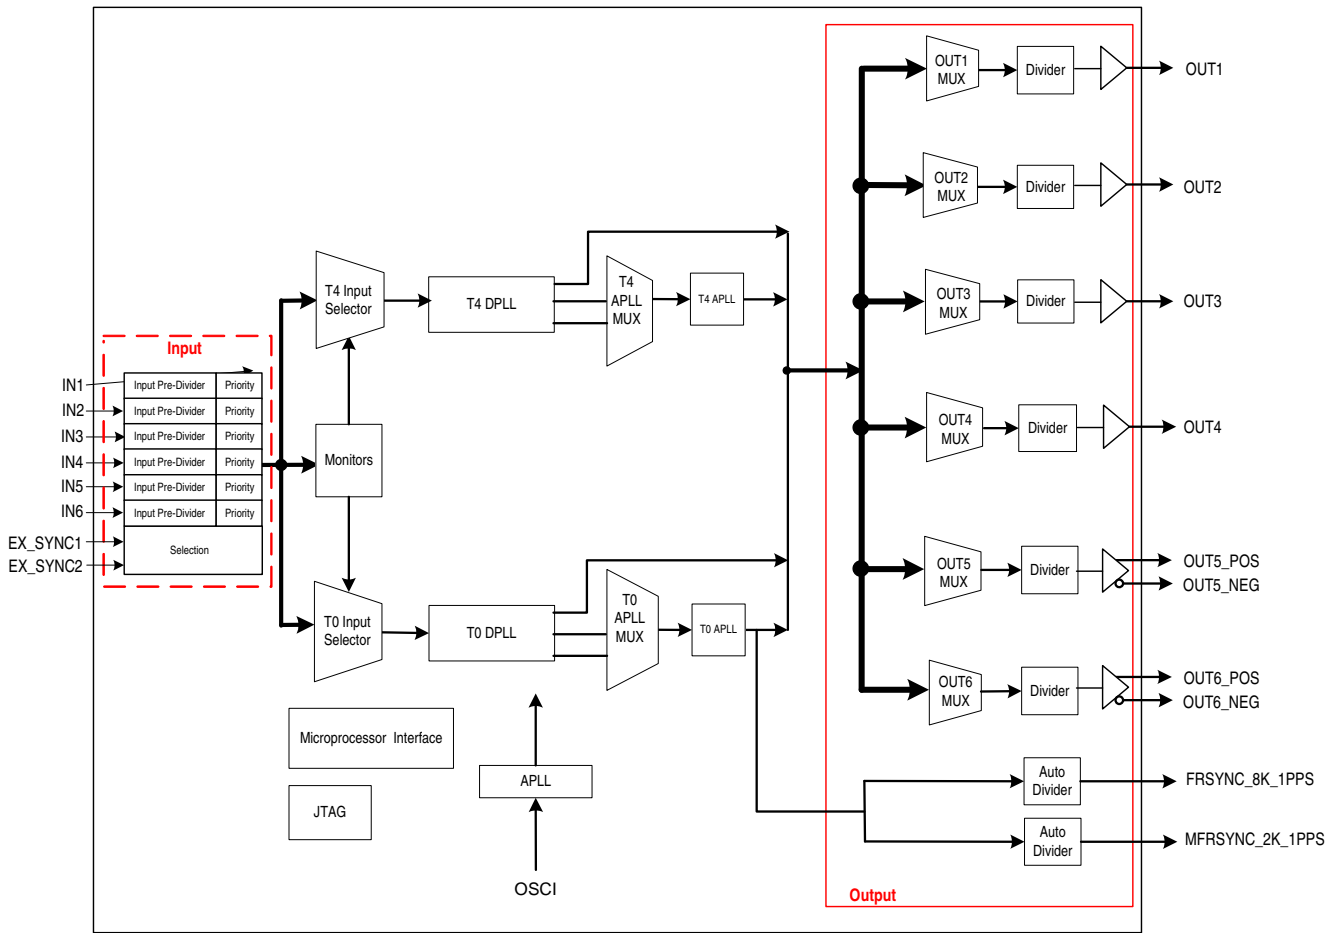 Input
IN1
Input Pre-Divider Priority
IN2
Input Pre-Divider Priority
IN3
Input Pre-Divider Priority
IN4
Input Pre-Divider Priority
IN5
Input Pre-Divider Priority
IN6
Input Pre-Divider Priority
EX_SYNC1
EX_SYNC2
Selection
T4 Input
Selector
Monitors
T0 Input
Selector
T4 DPLL
T4
APLL
MUX
T4 APLL
T0 DPLL
T0
APLL
MUX
T0 APLL
Microprocessor Interface
JTAG
APLL
OSCI
OUT1
MUX
Divider
OUT1
OUT2
MUX
Divider
OUT2
OUT3
MUX
Divider
OUT3
OUT4
MUX
Divider
OUT4
OUT5
MUX
Divider
OUT5_POS
OUT5_NEG
OUT6
MUX
Divider
OUT6_POS
OUT6_NEG
Auto
Divider
FRSYNC_8K_1PPS
Auto
Divider
MFRSYNC_2K_1PPS
Output